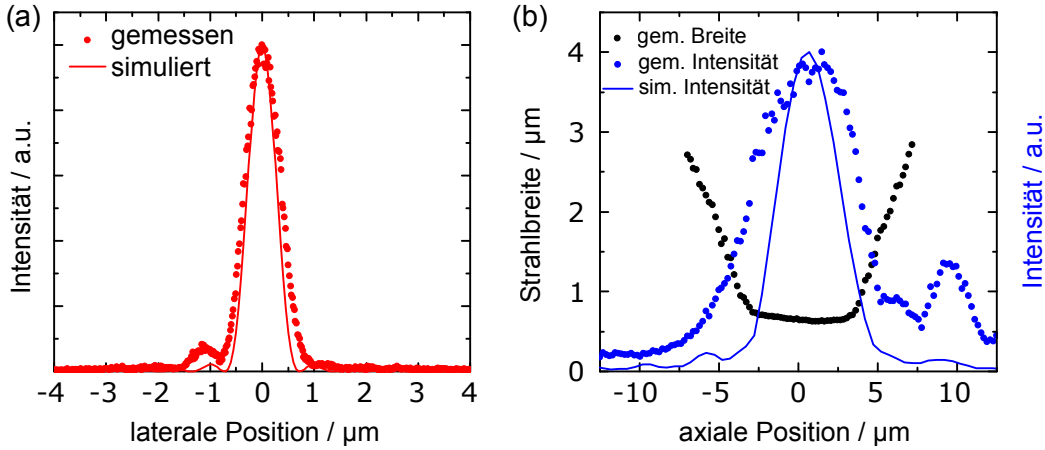 (a)
gemessen
simuliert
Intensität / a.u.
-4 -3 -2 -1 0 1 2 3 4
laterale Position / µm
(b)
gem. Breite
gem. Intensität
sim. Intensität
Strahlbreite / µm
4
3
2
1
0
-10 -5 0 5 10
axiale Position / µm
Intensität / a.u.